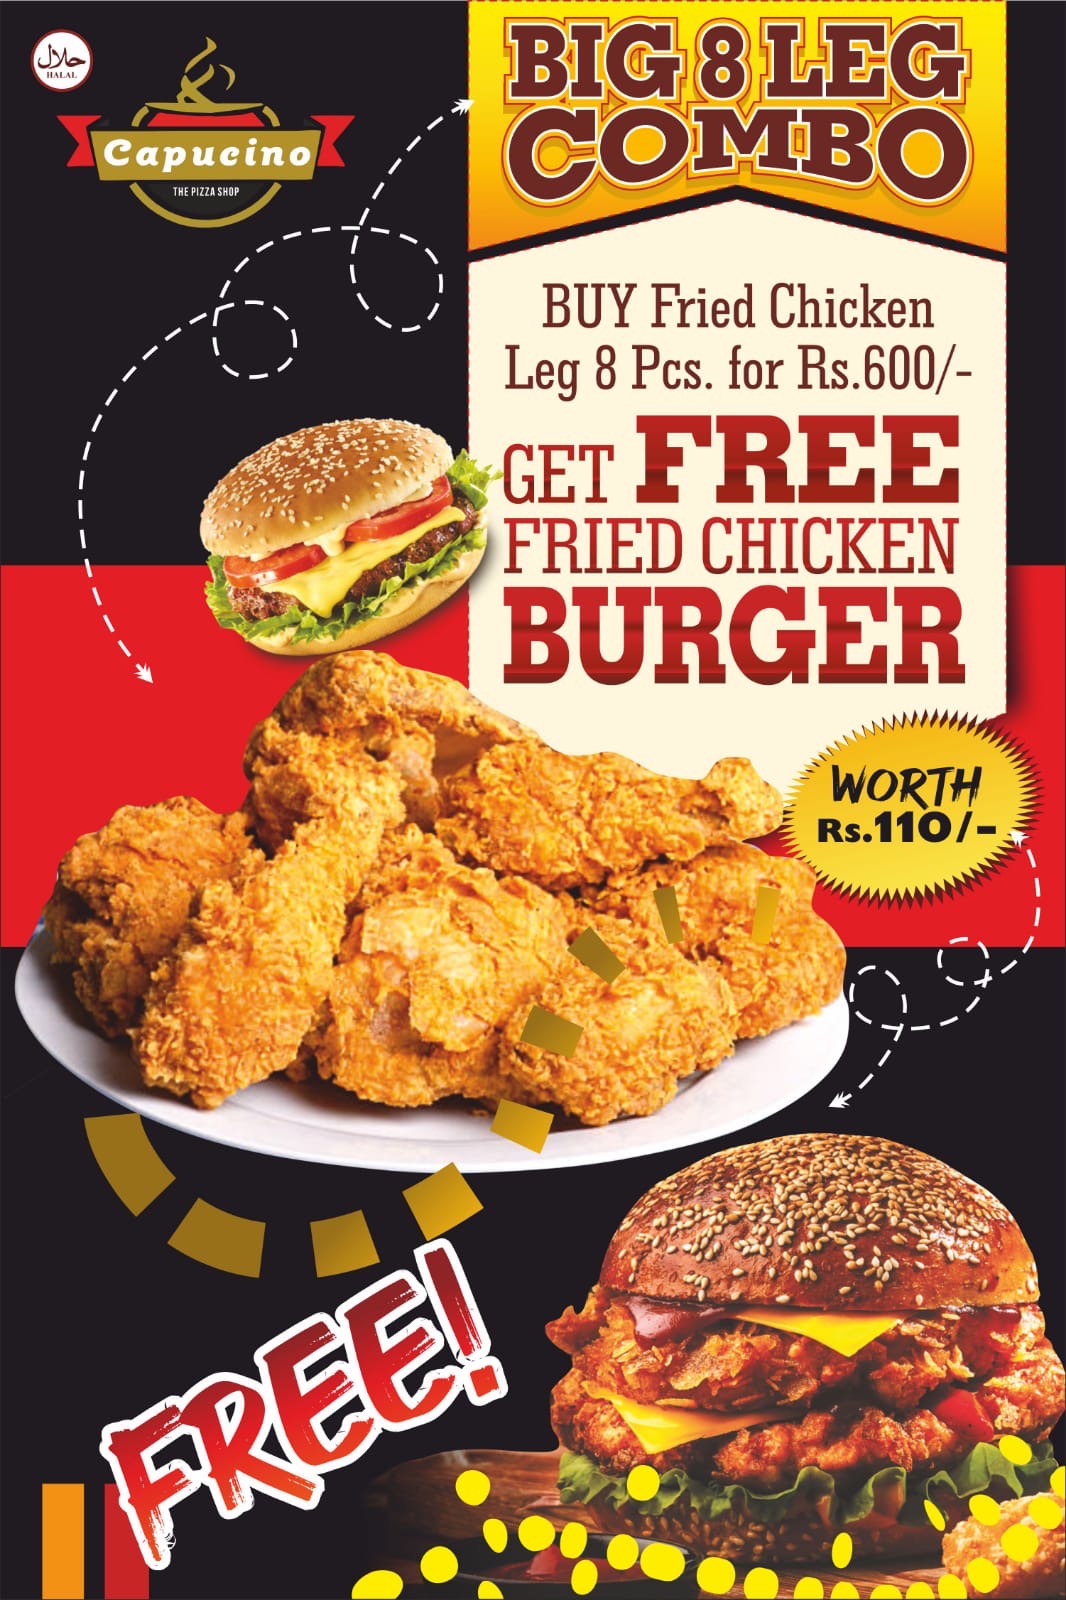 حلال
HALAL
Capucino
THE PIZZA SHOP
BIG 8 LEG
COMBO
BUY Fried Chicken
Leg 8 Pcs. for Rs.600/-
GET FREE
FRIED CHICKEN
BURGER
WORTH
Rs.110/-
FREE!